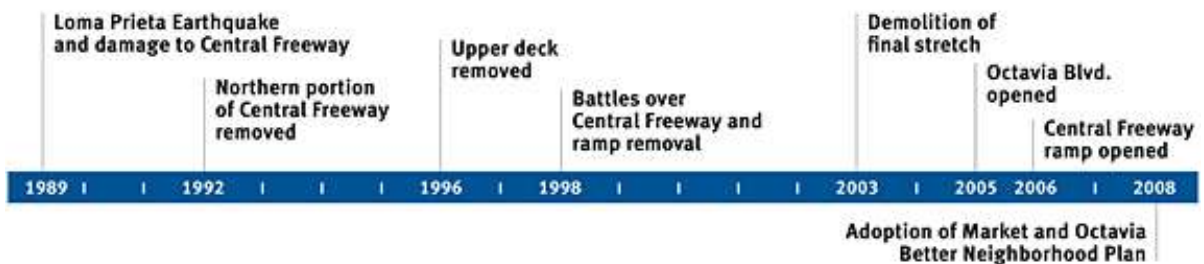 Loma Prieta Earthquake
and damage to Central Freeway
Northern portion
of Central Freeway
removed
Upper deck
removed
Battles over
Central Freeway and
ramp removal
Demolition of
final stretch
Octavia Blvd.
opened
Central Freeway
ramp opened
1989 1992 1996 1998 2003 2005 2006 2008
Adoption of Market and Octavia
Better Neighborhood Plan